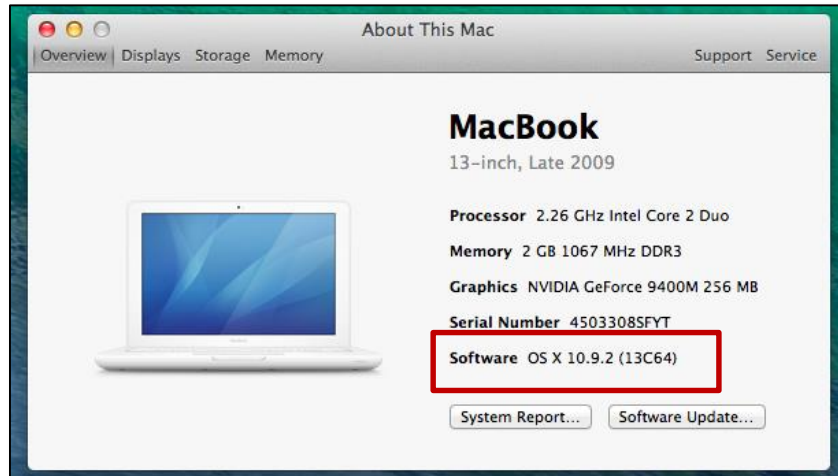 About This Mac
Overview Displays Storage Memory Support Service
MacBook
13-inch, Late 2009
Processor 2.26 GHz Intel Core 2 Duo
Memory 2 GB 1067 MHz DDR3
Graphics NVIDIA GeForce 9400M 256 MB
Serial Number 4503308SFYT
Software OS X 10.9.2 (13C64)
System Report... Software Update...